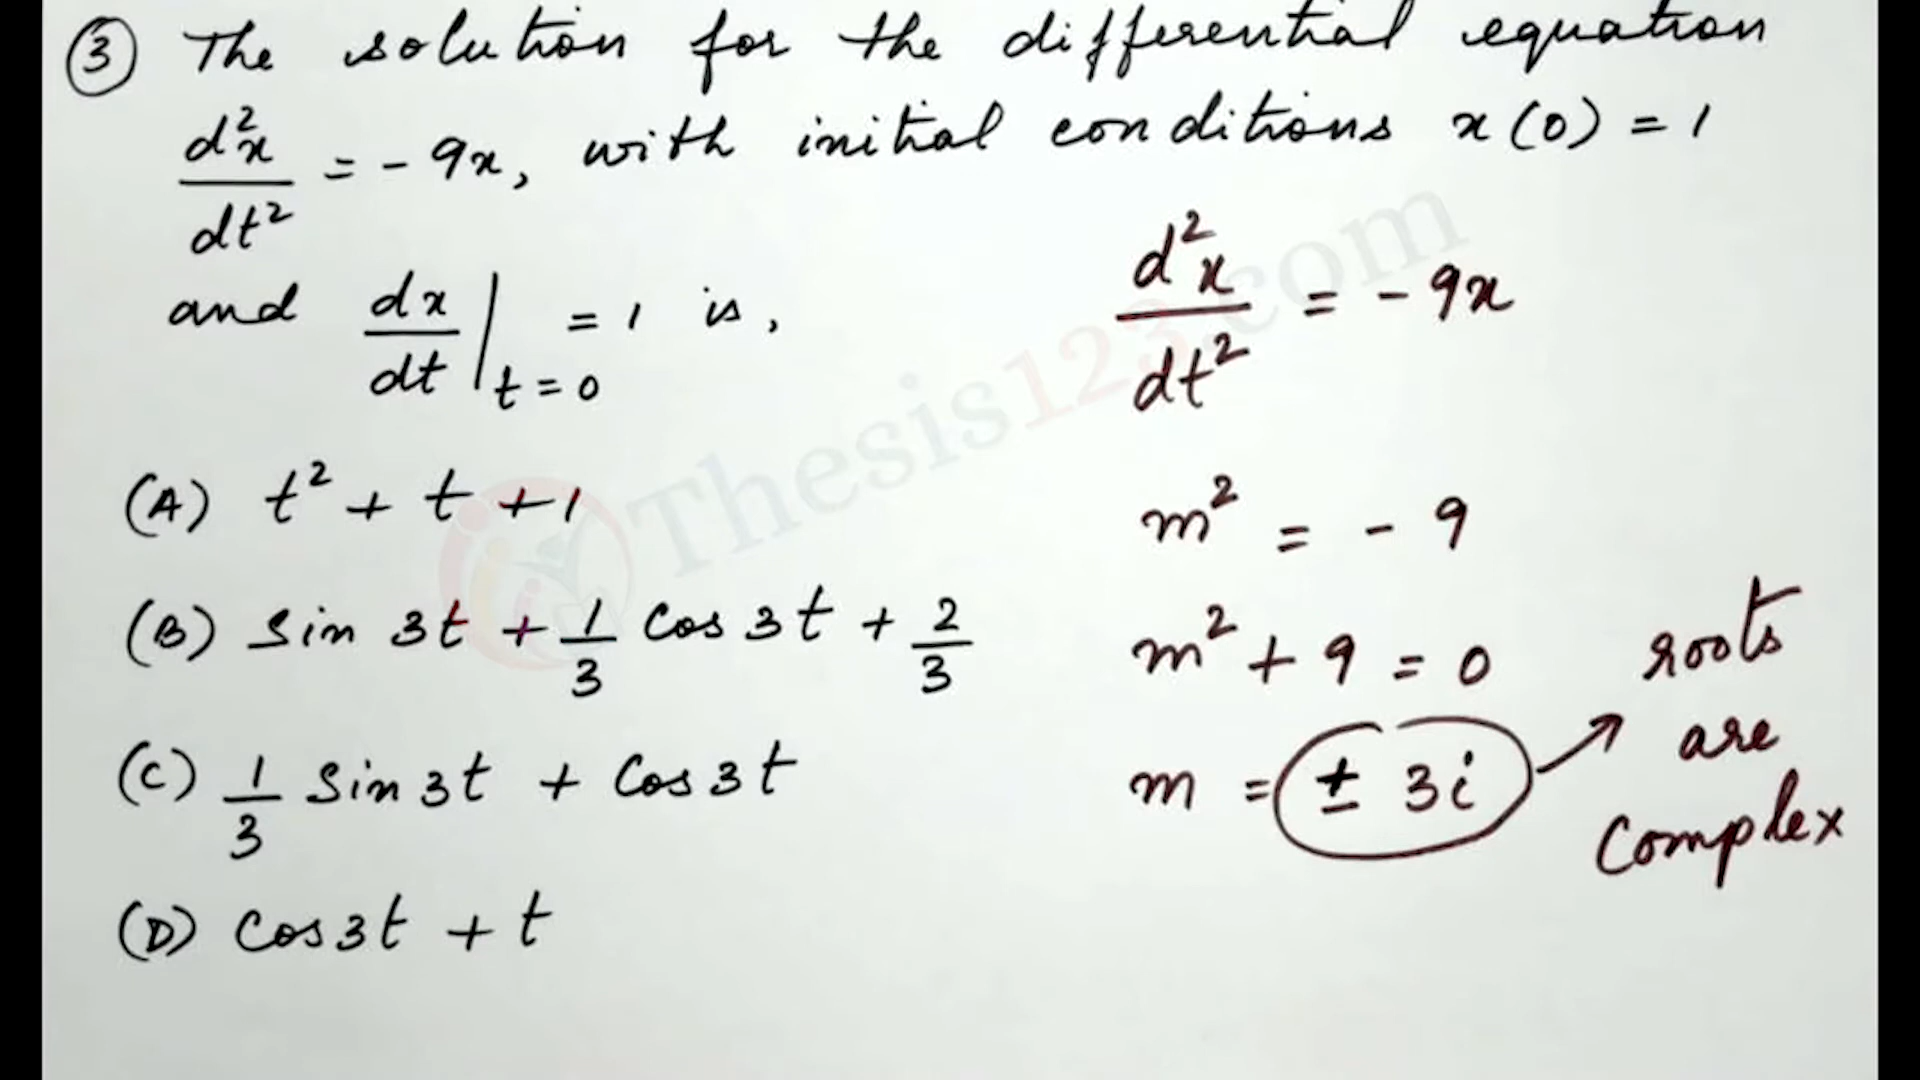 ③ The solution for the differential equation
d²x/dt² = - 9x, with initial conditions x(0) = 1
and dx/dt |t=0 = 1 is,
(A) t² + t + 1
(B) Sin 3t + 1/3 Cos 3t + 2/3
(C) 1/3 Sin 3t + Cos 3t
(D) Cos 3t + t
d²x/dt² = - 9x
m² = - 9
m² + 9 = 0
m = ± 3i → roots are complex
Thesis123.com